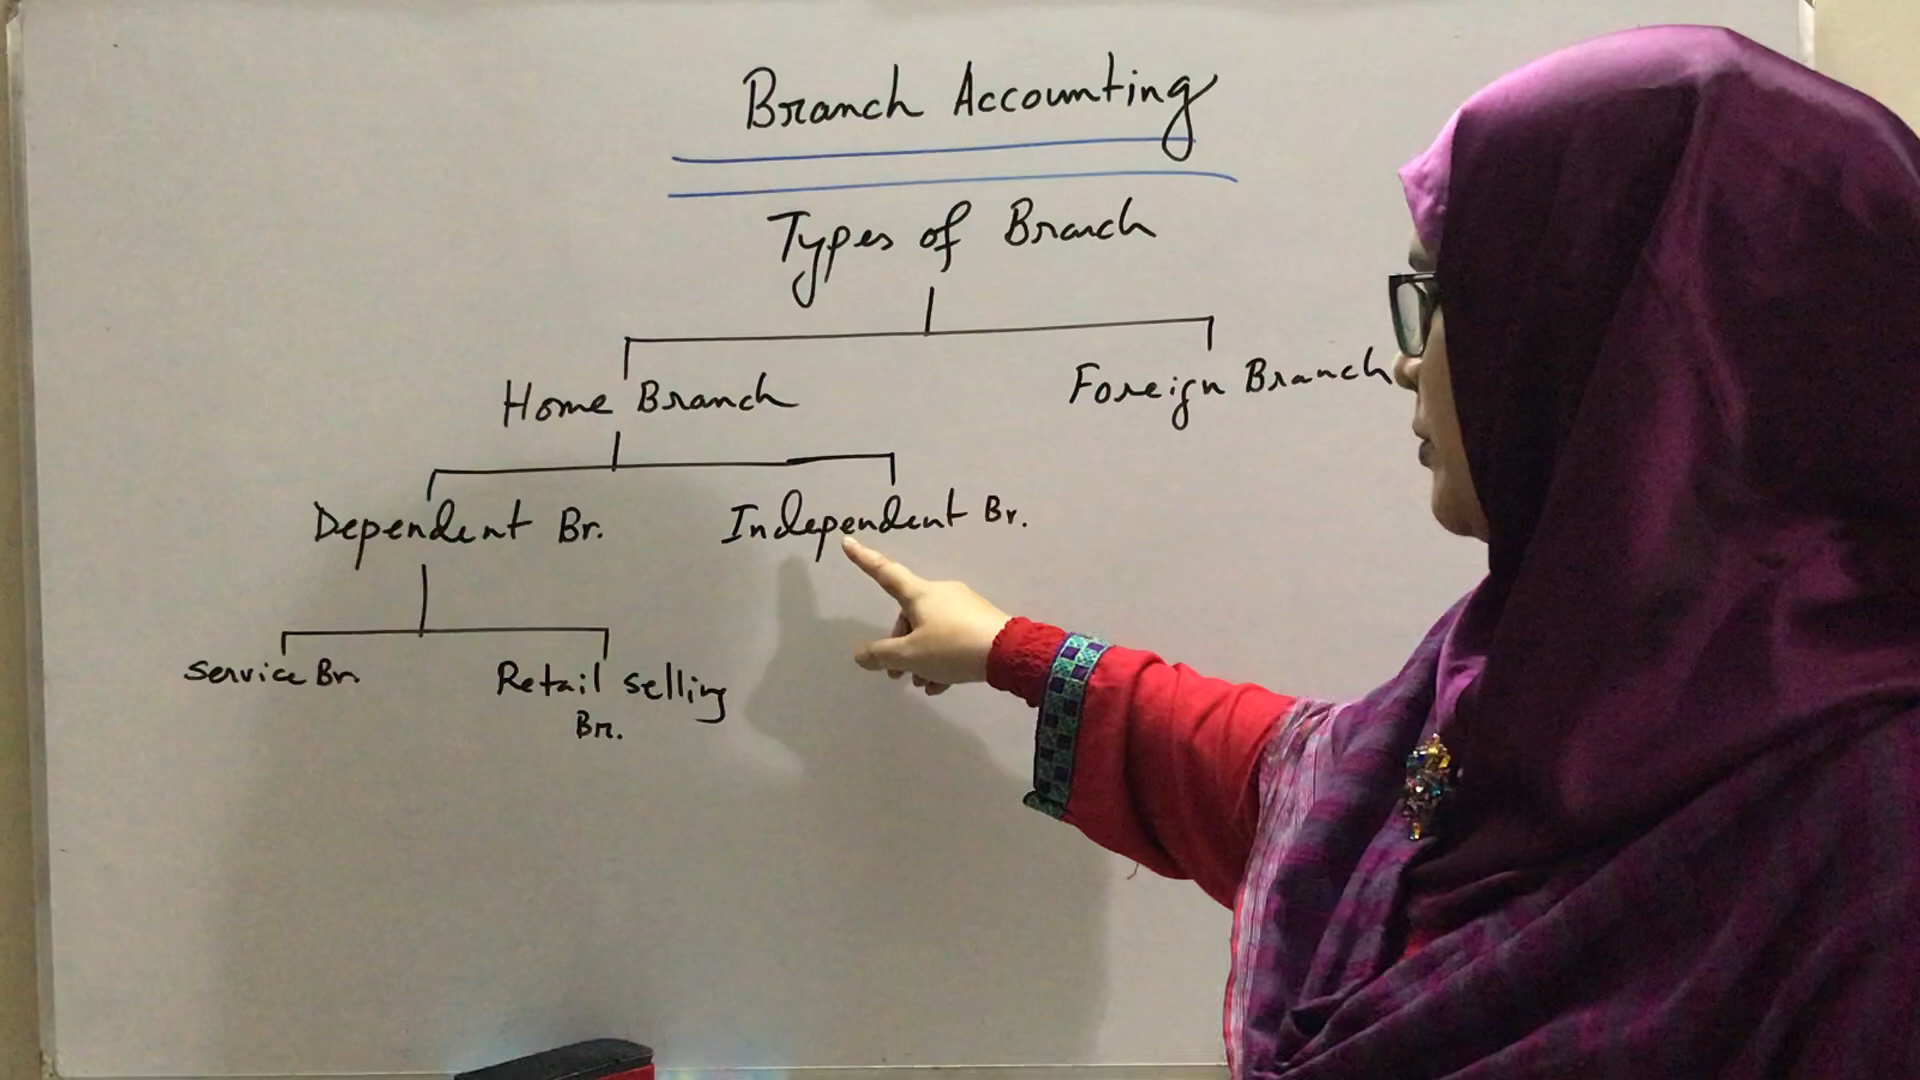 Branch Accounting
Types of Branch
Home Branch
Foreign Branch
Dependent Br.
Independent Br.
Service Br.
Retail selling
Br.